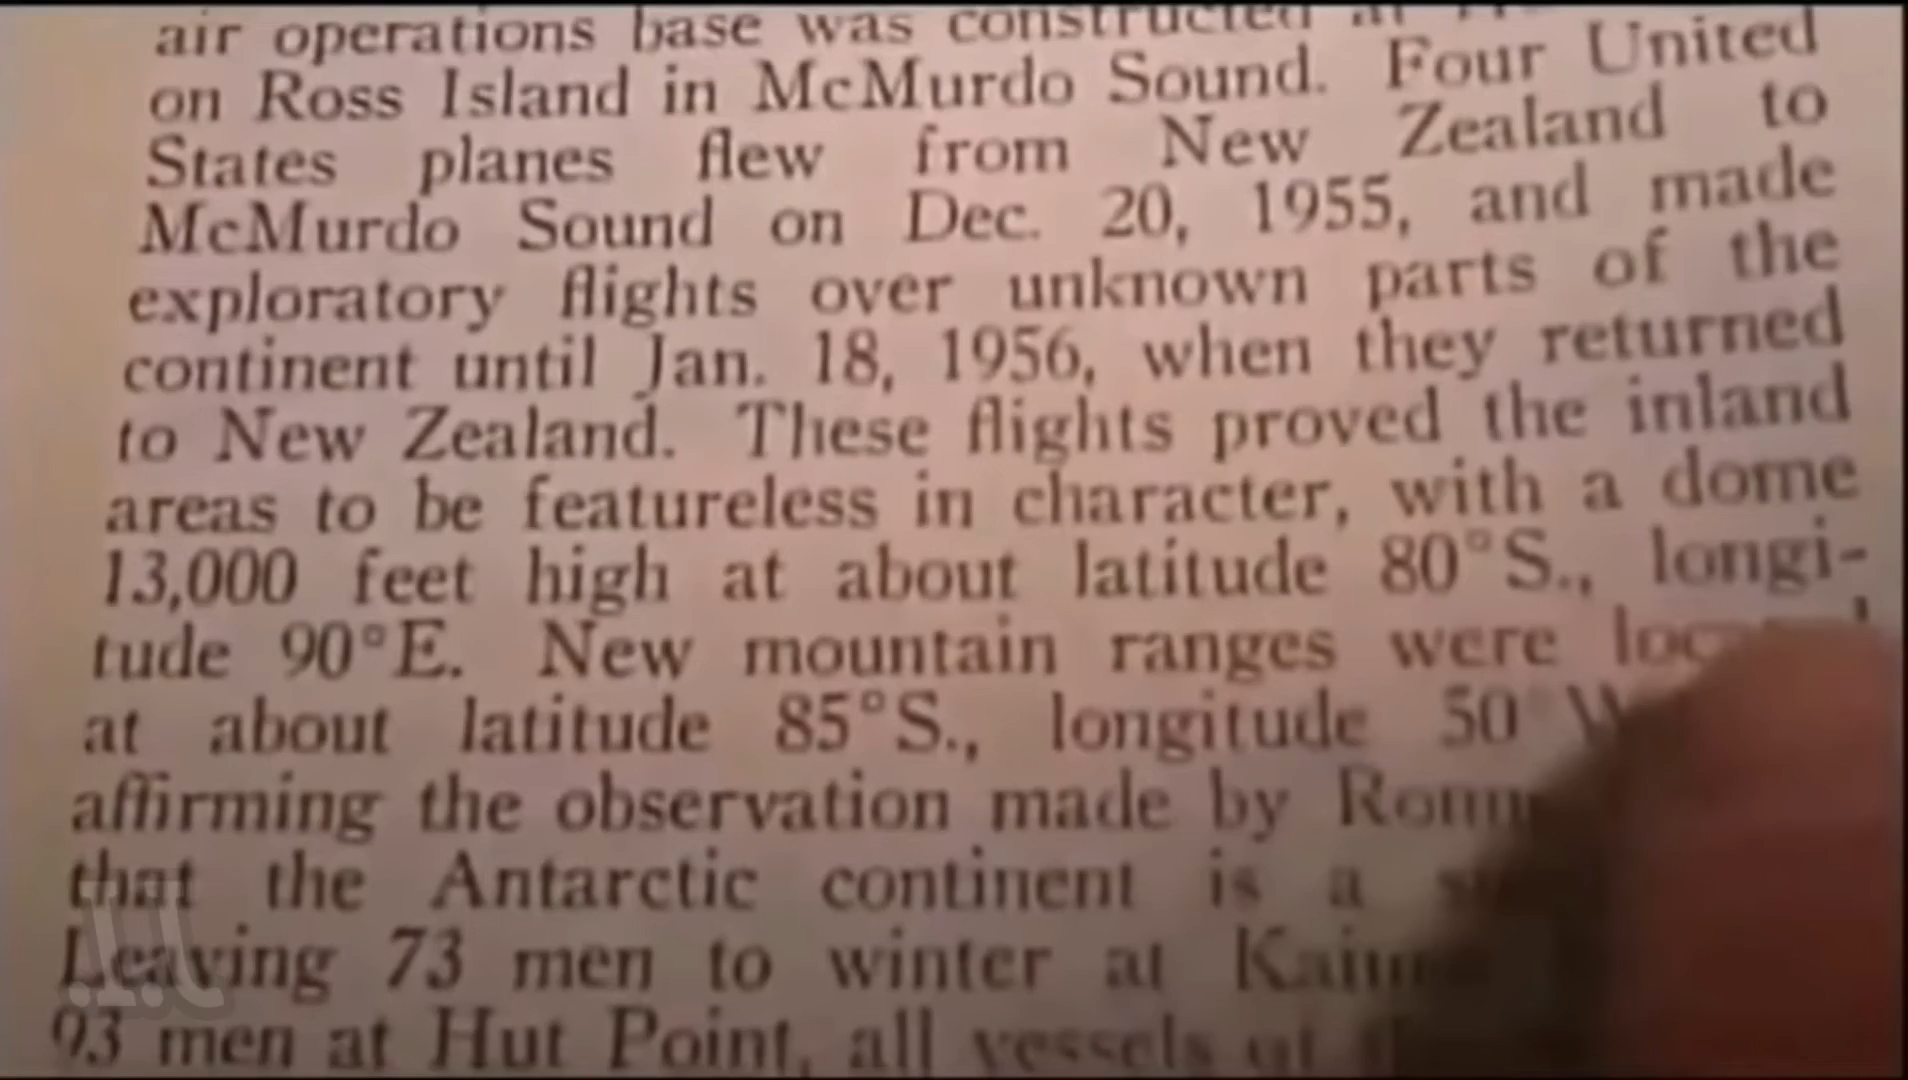 air operations base was constructed at
on Ross Island in McMurdo Sound. Four United
States planes flew from New Zealand to
McMurdo Sound on Dec. 20, 1955, and made
exploratory flights over unknown parts of the
continent until Jan. 18, 1956, when they returned
to New Zealand. These flights proved the inland
areas to be featureless in character, with a dome
13,000 feet high at about latitude 80°S., longi-
tude 90°E. New mountain ranges were
at about latitude 85°S., longitude 50°W
affirming the observation made by
that the Antarctic continent is a
Leaving 73 men to winter at
93 men at Hut Point, all vessels of